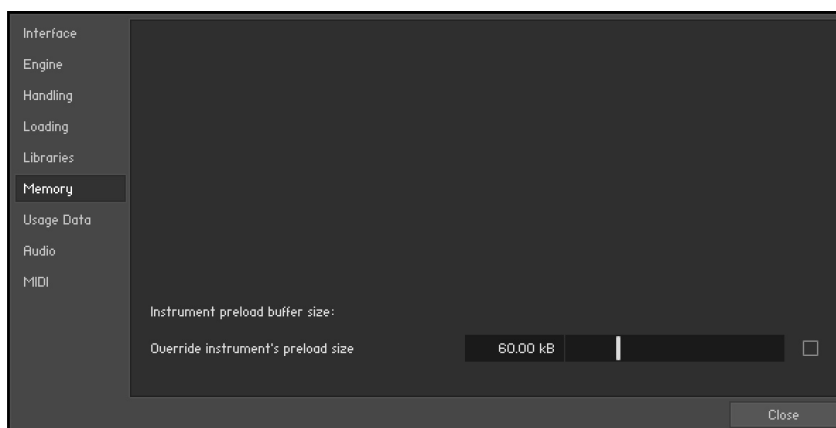 Interface
Engine
Handling
Loading
Libraries
Memory
Usage Data
Audio
MIDI
Instrument preload buffer size:
Override instrument's preload size 60.00 kB
Close